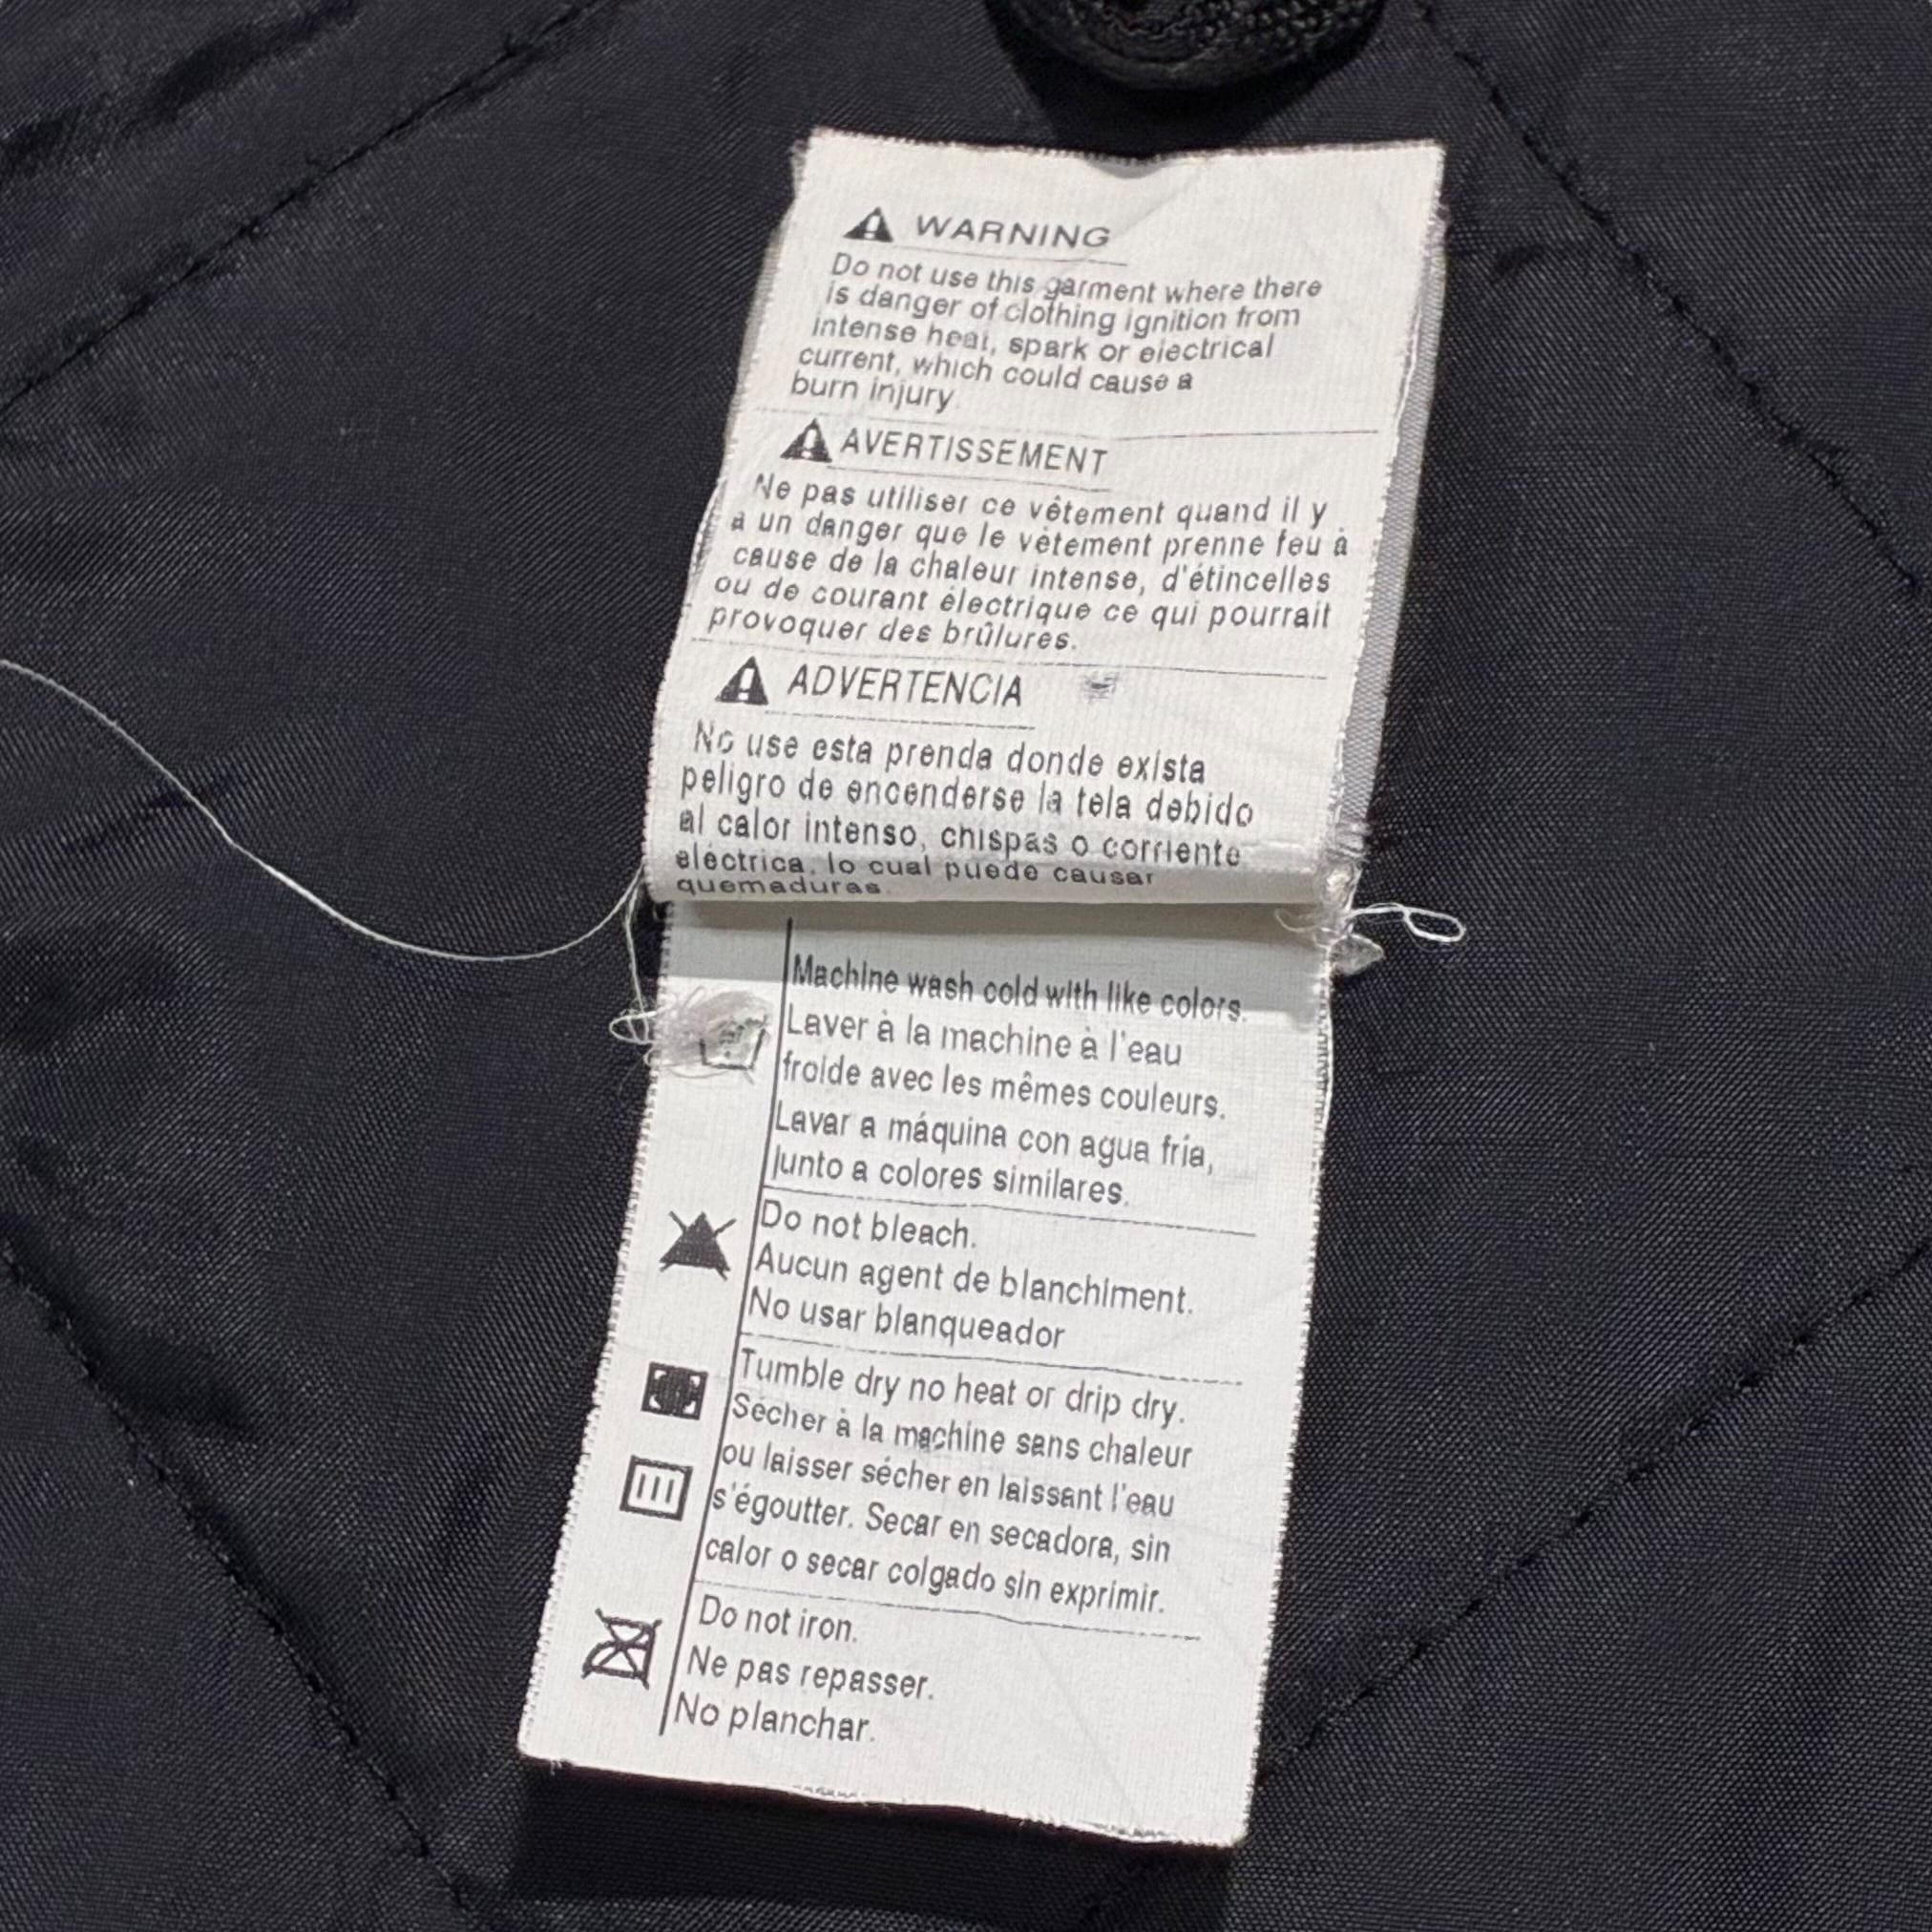 WARNING
Do not use this garment where there
is danger of clothing ignition from
intense heat, spark or electrical
current, which could cause a
burn injury.
AVERTISSEMENT
Ne pas utiliser ce vêtement quand il y
a un danger que le vêtement prenne feu à
cause de la chaleur intense, d'étincelles
ou de courant électrique ce qui pourrait
provoquer des brûlures.
ADVERTENCIA
No use esta prenda donde exista
peligro de encenderse la tela debido
al calor intenso, chispas o corriente
eléctrica, lo cual puede causar
quemaduras.
Machine wash cold with like colors.
Laver à la machine à l'eau
froide avec les mêmes couleurs.
Lavar a máquina con agua fría,
junto a colores similares.
Do not bleach.
Aucun agent de blanchiment.
No usar blanqueador
Tumble dry no heat or drip dry.
Sécher à la machine sans chaleur
ou laisser sécher en laissant l'eau
s'égoutter. Secar en secadora, sin
calor o secar colgado sin exprimir.
Do not iron.
Ne pas repasser.
No planchar.